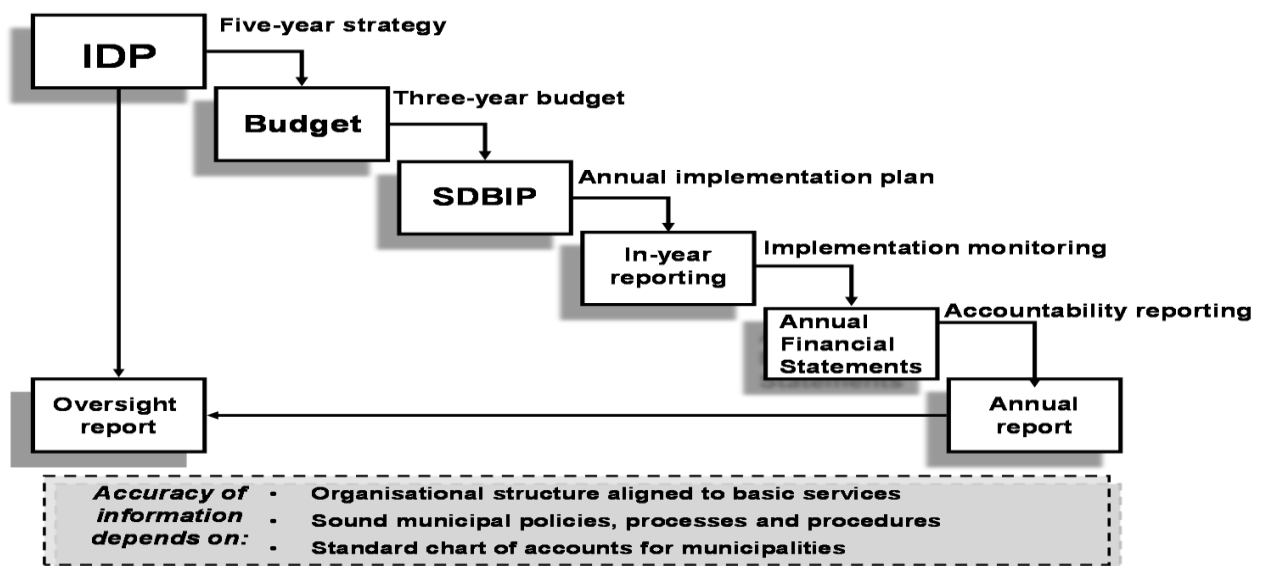 IDP
Five-year strategy
Budget
Three-year budget
SDBIP
Annual implementation plan
In-year
reporting
Implementation monitoring
Annual
Financial
Statements
Accountability reporting
Oversight
report
Annual
report
Accuracy of
information
depends on:
• Organisational structure aligned to basic services
• Sound municipal policies, processes and procedures
• Standard chart of accounts for municipalities